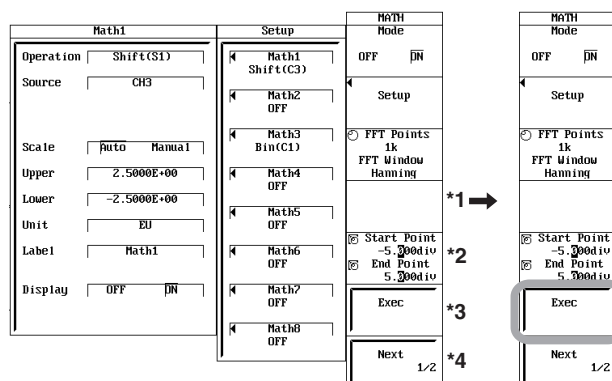 Math1
Operation Shift(S1)
Source CH3
Scale Auto Manual
Upper 2.5000E+00
Lower -2.5000E+00
Unit EU
Label Math1
Display OFF ON
Setup
Math1
Shift(C3)
Math2
OFF
Math3
Bin(C1)
Math4
OFF
Math5
OFF
Math6
OFF
Math7
OFF
Math8
OFF
MATH
Mode
OFF ON
Setup
FFT Points
1k
FFT Window
Hanning
*1
Start Point
-5.000div
End Point
5.000div
*2
Exec
*3
Next
1/2
*4
MATH
Mode
OFF ON
Setup
FFT Points
1k
FFT Window
Hanning
Start Point
-5.000div
End Point
5.000div
Exec
Next
1/2